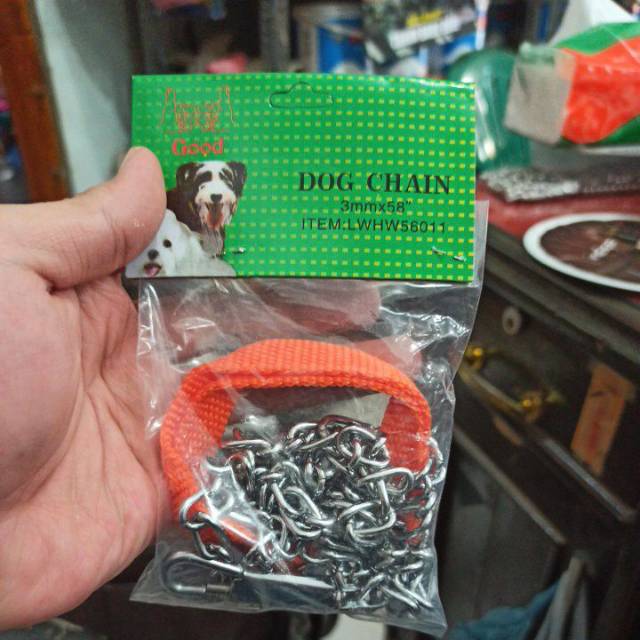 Good
DOG CHAIN
3mmx58"
ITEM:LWHW56011